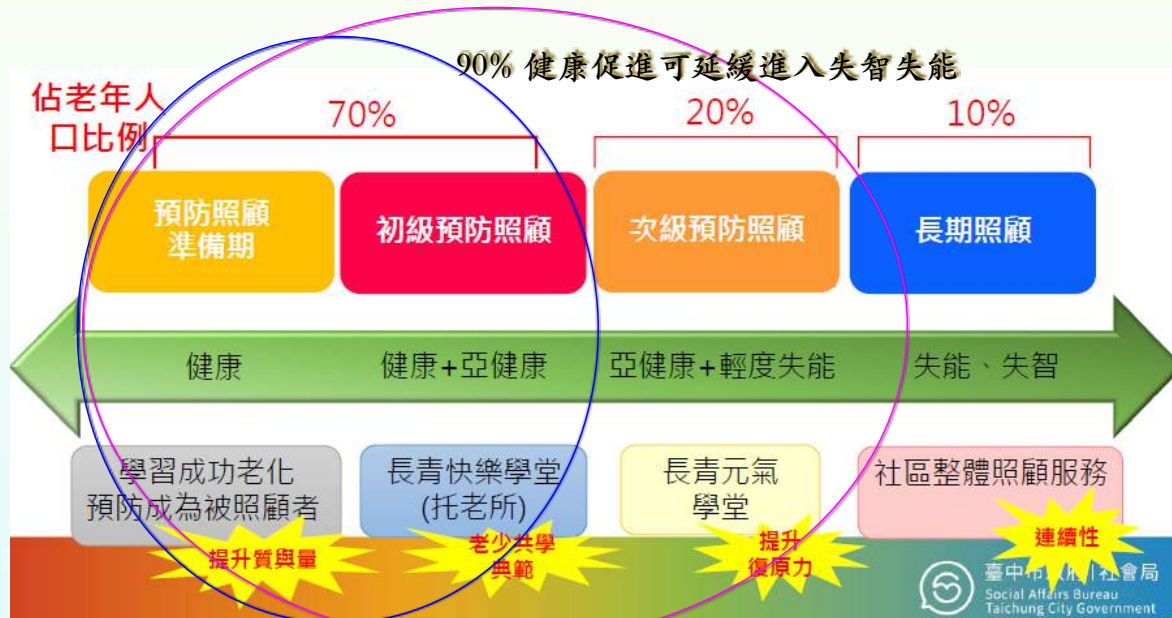 90% 健康促進可延緩進入失智失能
佔老年人
口比例
70%
20%
10%
預防照顧
準備期
初級預防照顧
次級預防照顧
長期照顧
健康
健康+亞健康
亞健康+輕度失能
失能、失智
學習成功老化
預防成為被照顧者
長青快樂學堂
(托老所)
長青元氣
學堂
社區整體照顧服務
提升質與量
老少共學
典範
提升
復原力
連續性
臺中市政府|社會局
Social Affairs Bureau
Taichung City Government